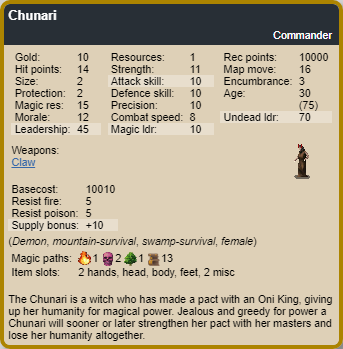 Chunari
Commander
Gold: 10 Resources: 1 Rec points: 10000
Hit points: 14 Strength: 11 Map move: 16
Size: 2 Attack skill: 10 Encumbrance: 3
Protection: 2 Defence skill: 10 Age: 30
Magic res: 15 Precision: 10 (75)
Morale: 12 Combat speed: 8 Undead ldr: 70
Leadership: 45 Magic ldr: 10
Weapons:
Claw
Basecost: 10010
Resist fire: 5
Resist poison: 5
Supply bonus: +10
(Demon, mountain-survival, swamp-survival, female)
Magic paths: 1 2 1 13
Item slots: 2 hands, head, body, feet, 2 misc
The Chunari is a witch who has made a pact with an Oni King, giving
up her humanity for magical power. Jealous and greedy for power a
Chunari will sooner or later strengthen her pact with her masters and
lose her humanity altogether.